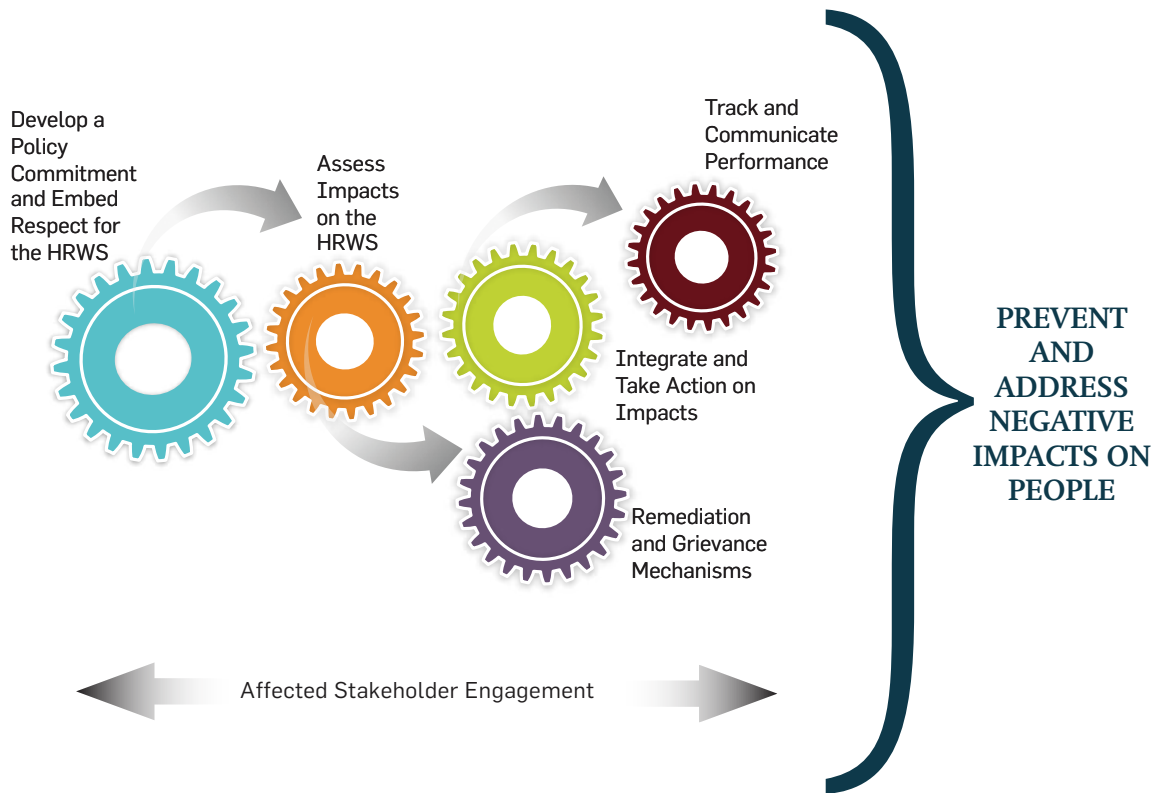 Develop a
Policy
Commitment
and Embed
Respect for
the HRWS
Assess
Impacts
on the
HRWS
Track and
Communicate
Performance
Integrate and
Take Action on
Impacts
Remediation
and Grievance
Mechanisms
Affected Stakeholder Engagement
PREVENT
AND
ADDRESS
NEGATIVE
IMPACTS ON
PEOPLE